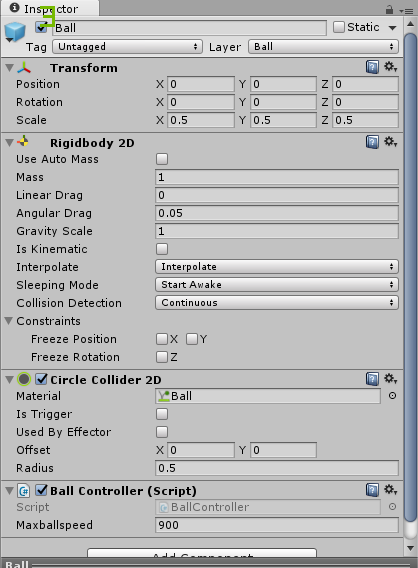 Inspector
Ball Static
Tag Untagged Layer Ball
Transform
Position X 0 Y 0 Z 0
Rotation X 0 Y 0 Z 0
Scale X 0.5 Y 0.5 Z 0.5
Rigidbody 2D
Use Auto Mass
Mass 1
Linear Drag 0
Angular Drag 0.05
Gravity Scale 1
Is Kinematic
Interpolate Interpolate
Sleeping Mode Start Awake
Collision Detection Continuous
Constraints
Freeze Position X Y
Freeze Rotation Z
Circle Collider 2D
Material Ball
Is Trigger
Used By Effector
Offset X 0 Y 0
Radius 0.5
Ball Controller (Script)
Script BallController
Maxballspeed 900
Add Component
Ball